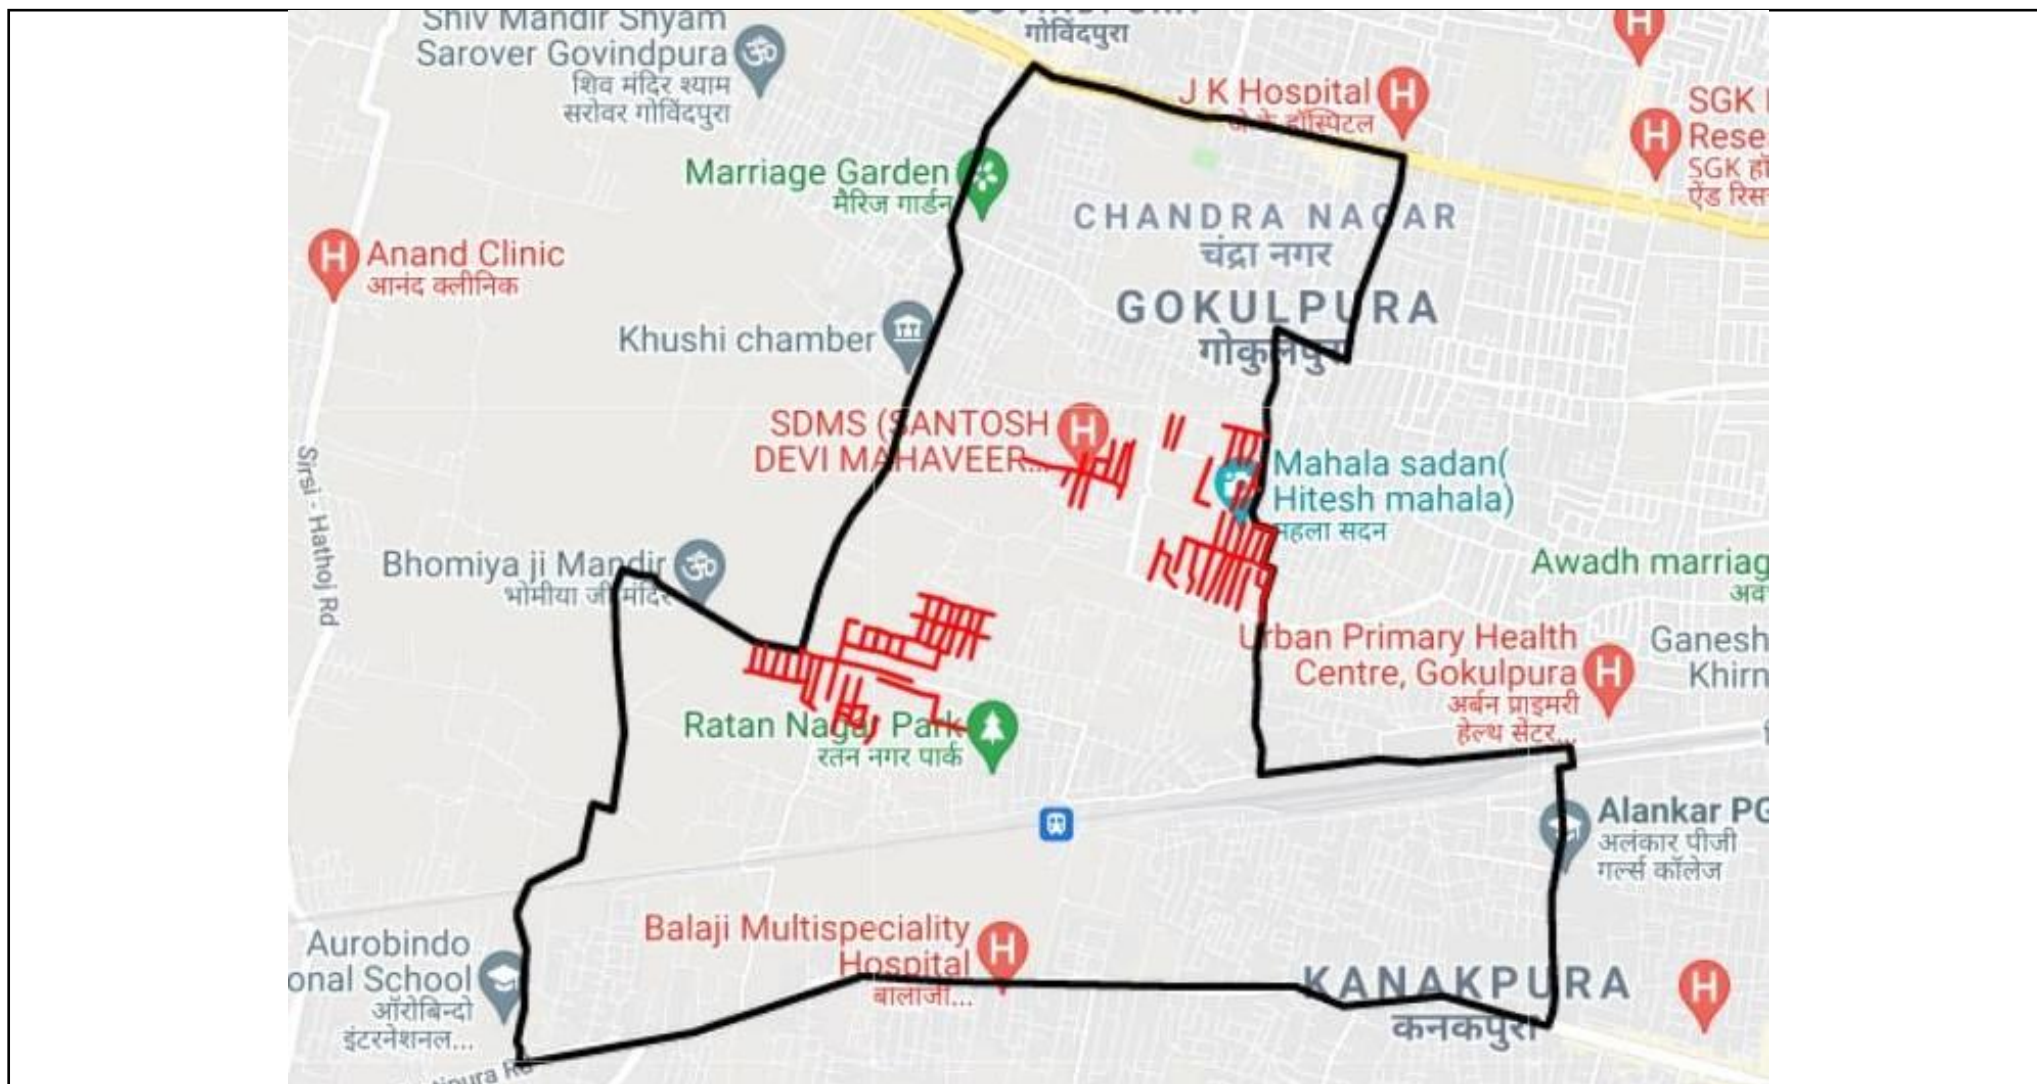 Shiv Mandir Shyam
Sarover Govindpura
शिव मंदिर श्याम
सरोवर गोविंदपुरा
गोविंदपुरा
J K Hospital
जे के हॉस्पिटल
SGK
Rese
SGK हॉ
ऐंड रिस
Marriage Garden
मैरिज गार्डन
CHANDRA NAGAR
चंद्रा नगर
Anand Clinic
आनंद क्लीनिक
GOKULPURA
गोकुलपुरा
Khushi chamber
SDMS (SANTOSH
DEVI MAHAVEER...
Mahala sadan(
Hitesh mahala)
महला सदन
Sirsi - Hathoj Rd
Bhomiya ji Mandir
भोमीया जी मंदिर
Awadh marriag
अव
Urban Primary Health
Centre, Gokulpura
अर्बन प्राइमरी
हेल्थ सेंटर...
Ganesh
Khirn
Ratan Nagar Park
रतन नगर पार्क
Alankar PG
अलंकार पीजी
गर्ल्स कॉलेज
Balaji Multispeciality
Hospital
बालाजी...
Aurobindo
onal School
ऑरोबिन्दो
इंटरनेशनल...
KANAKPURA
कनकपुरा